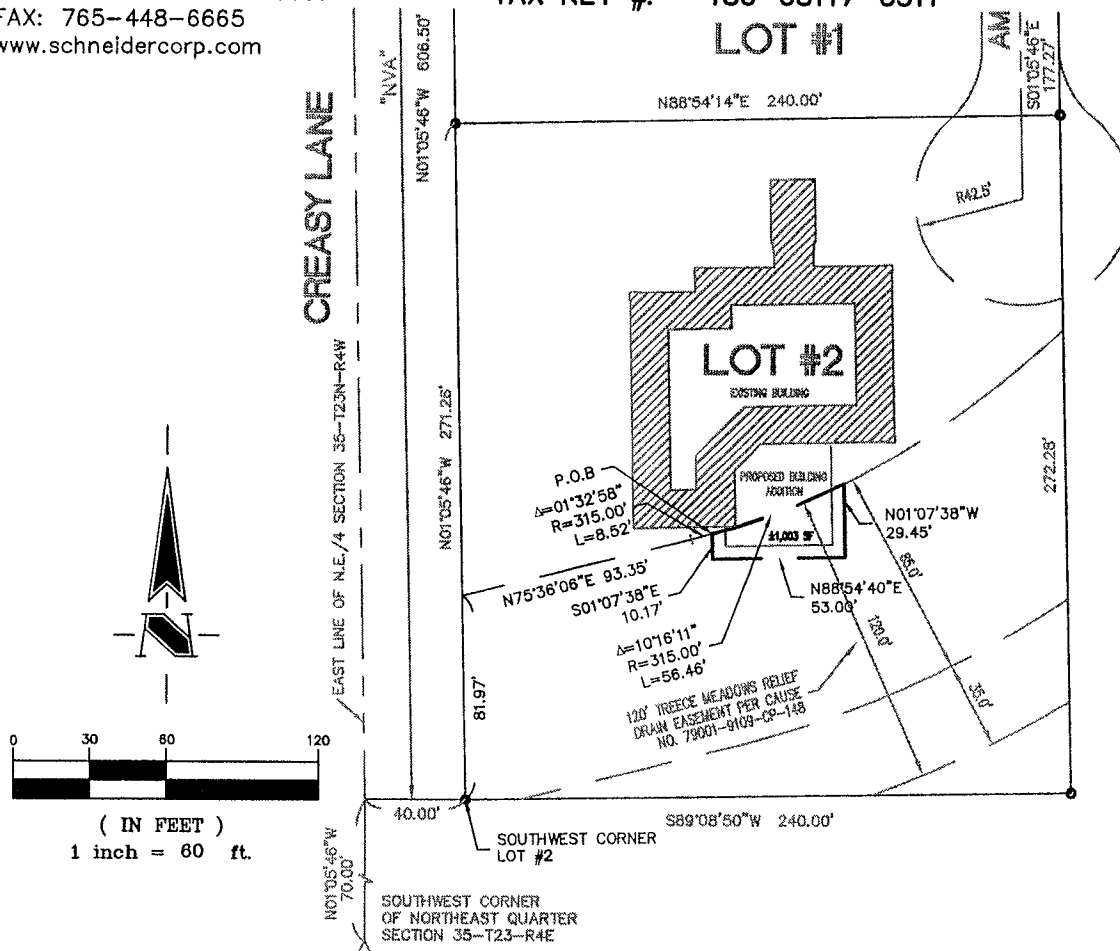 FAX: 765-448-6665
www.schneidercorp.com
LOT #1
AM
CREASY LANE
"NVA"
N01°05'46"W 606.50'
N88°54'14"E 240.00'
S01°05'46"E
177.27'
R42.5'
EAST LINE OF N.E./4 SECTION 35-T23N-R4W
N01°05'46"W 271.26'
LOT #2
EXISTING BUILDING
P.O.B
Δ=01°32'58"
R=315.00'
L=8.52'
PROPOSED BUILDING
ADDITION
±1,003 SF
N01°07'38"W
29.45'
272.28'
N75°36'06"E 93.35'
S01°07'38"E
10.17'
N88°54'40"E
53.00'
85.0'
120.0'
35.0'
Δ=10°16'11"
R=315.00'
L=56.46'
120' TREECE MEADOWS RELIEF
DRAIN EASEMENT PER CAUSE
NO. 79001-9109-CP-148
81.97'
N
0 30 60 120
( IN FEET )
1 inch = 60 ft.
40.00'
S89°08'50"W 240.00'
SOUTHWEST CORNER
LOT #2
N01°05'46"W
70.00'
SOUTHWEST CORNER
OF NORTHEAST QUARTER
SECTION 35-T23-R4E